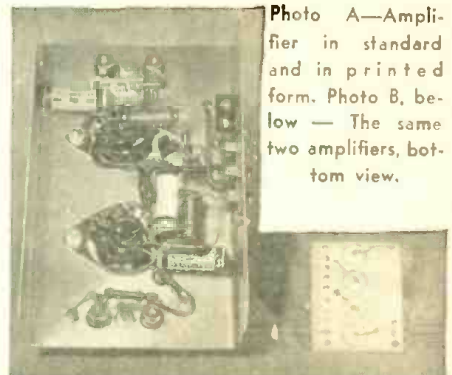 Photo A—Ampli-
fier in standard
and in printed
form. Photo B, be-
low — The same
two amplifiers, bot-
tom view.